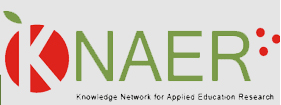 KNAER
Knowledge Network for Applied Education Research